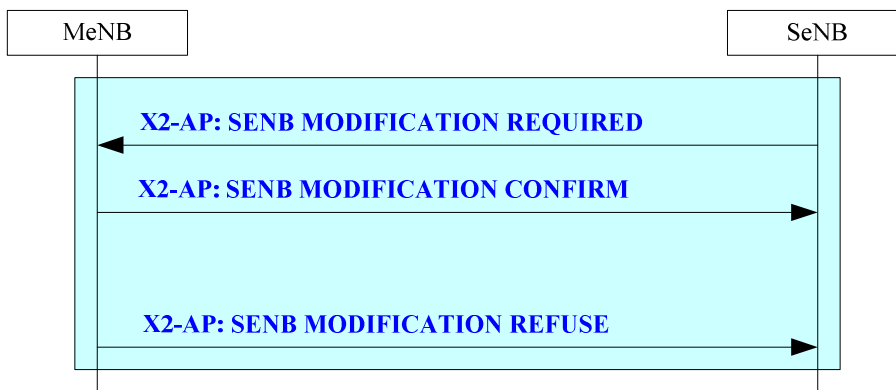 MeNB
SeNB
X2-AP: SENB MODIFICATION REQUIRED
X2-AP: SENB MODIFICATION CONFIRM
X2-AP: SENB MODIFICATION REFUSE